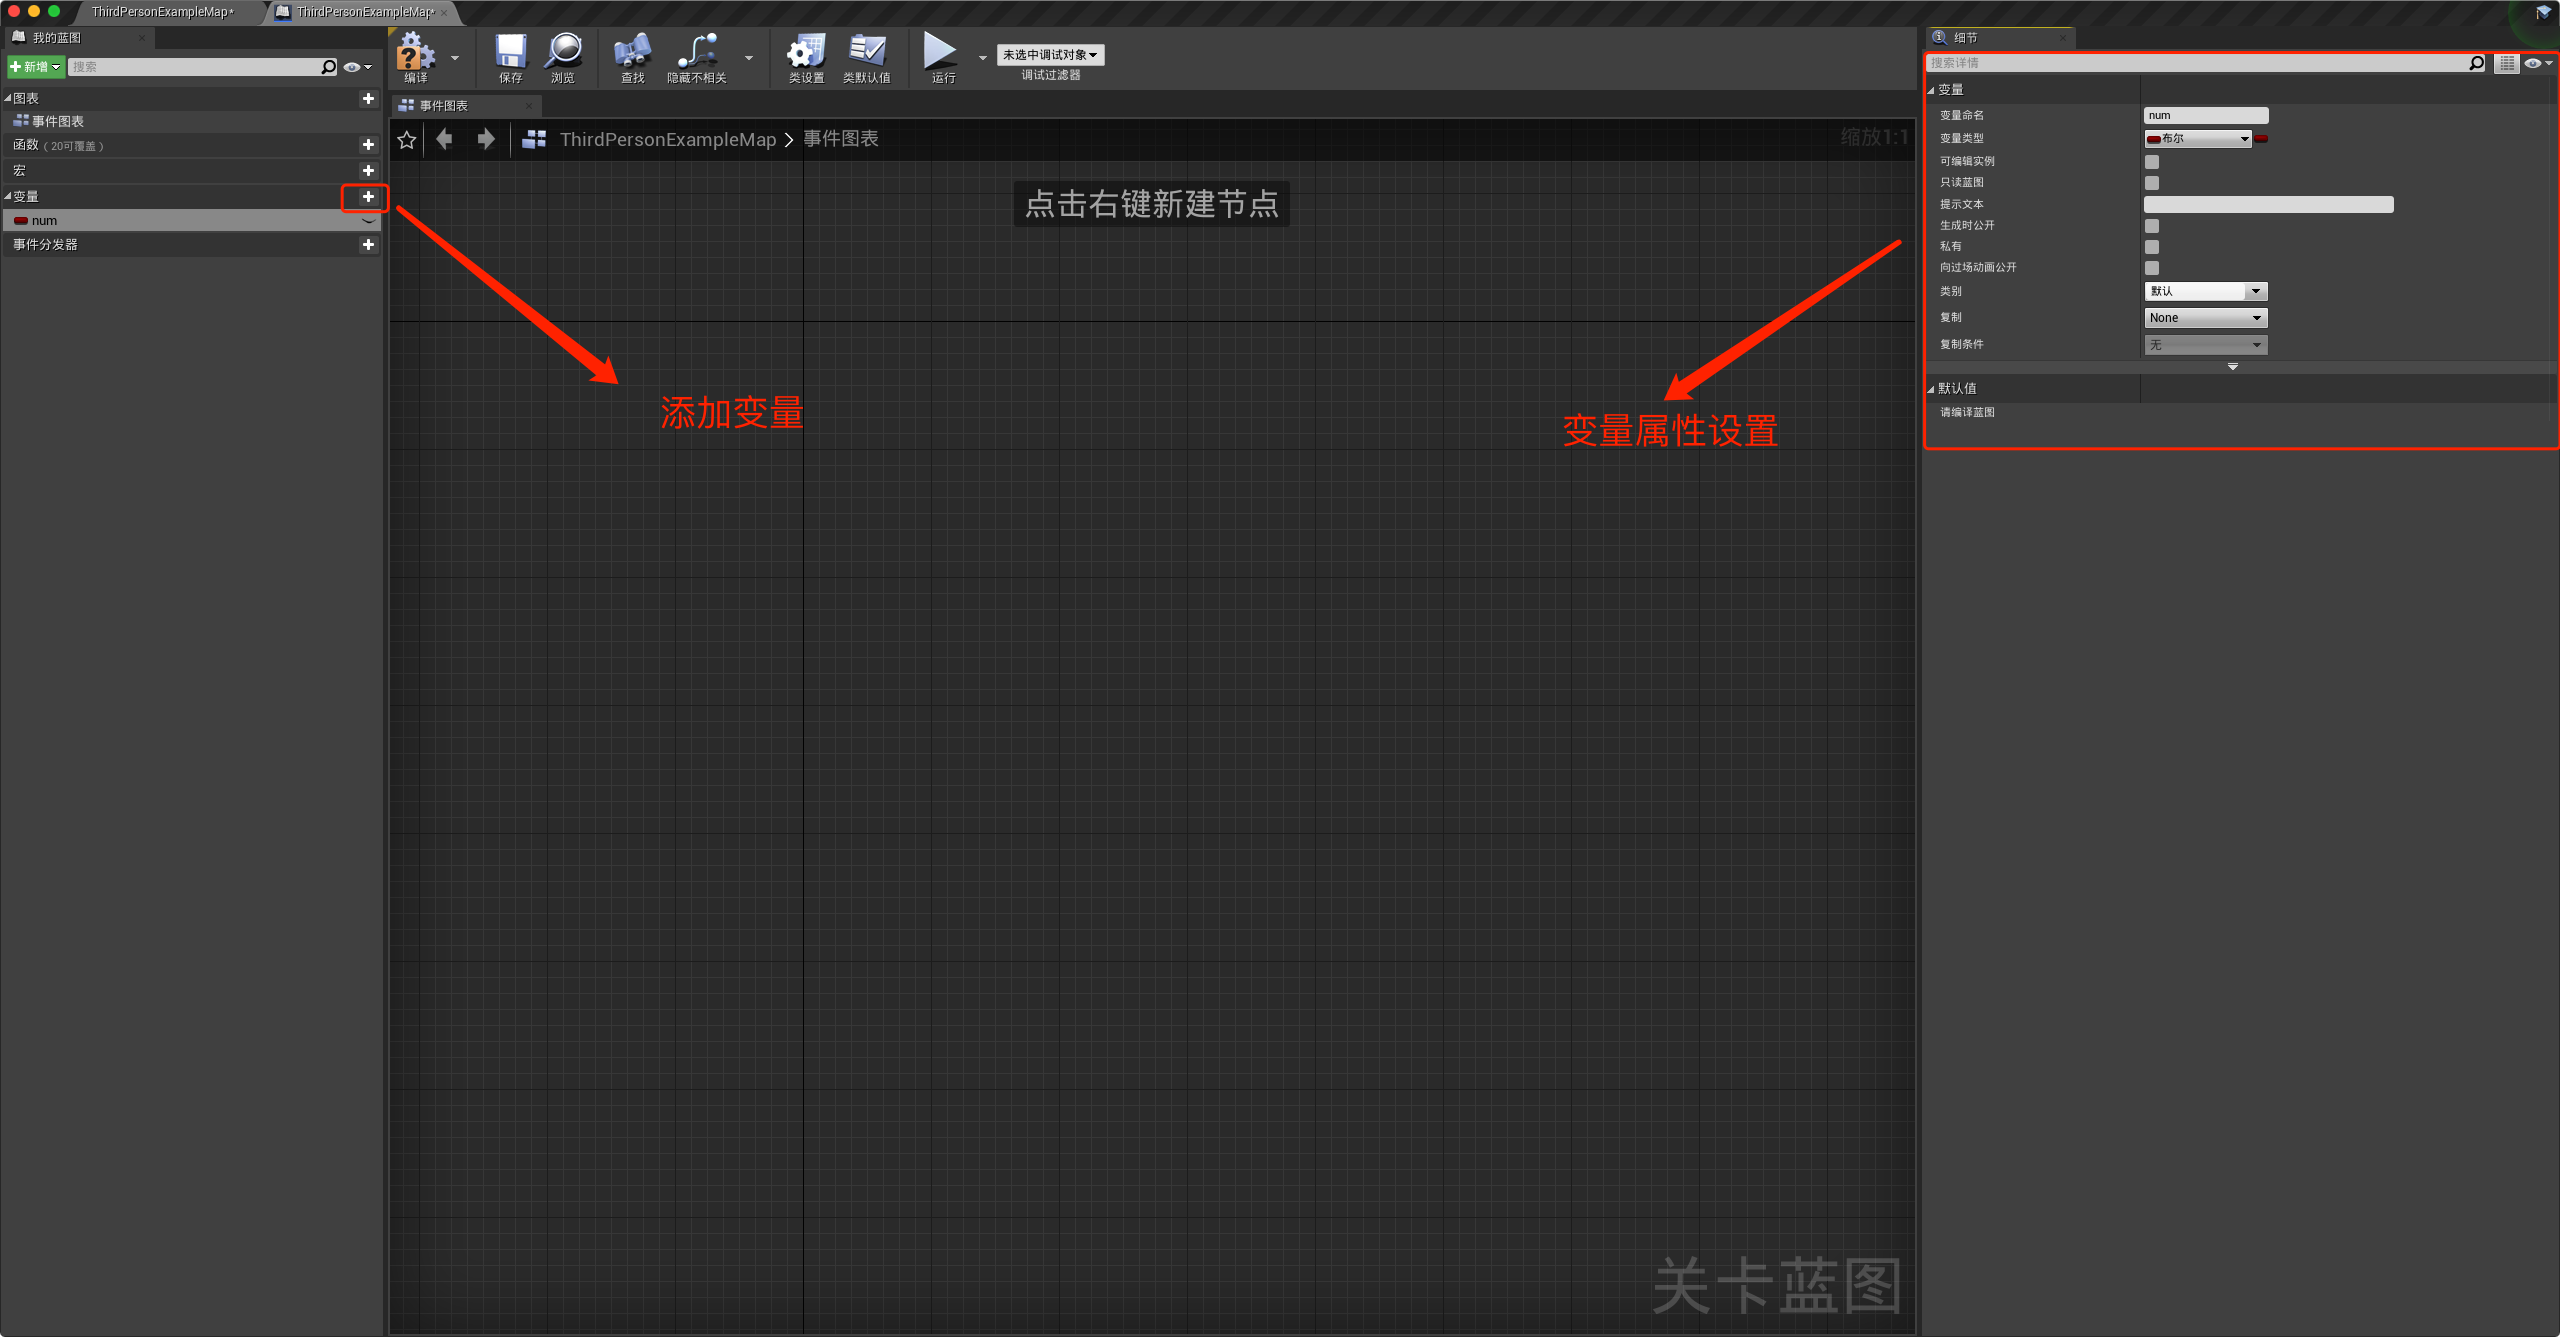 ThirdPersonExampleMap*
ThirdPersonExampleMap*
我的蓝图
新增
搜索
图表
事件图表
函数（20可覆盖）
宏
变量
num
事件分发器
编译
保存
浏览
查找
隐藏不相关
类设置
类默认值
运行
未选中调试对象
调试过滤器
事件图表
ThirdPersonExampleMap > 事件图表
缩放1:1
点击右键新建节点
添加变量
变量属性设置
关卡蓝图
细节
搜索详情
变量
变量命名 num
变量类型 布尔
可编辑实例
只读蓝图
提示文本
生成时公开
私有
向过场动画公开
类别 默认
复制 None
复制条件 无
默认值
请编译蓝图